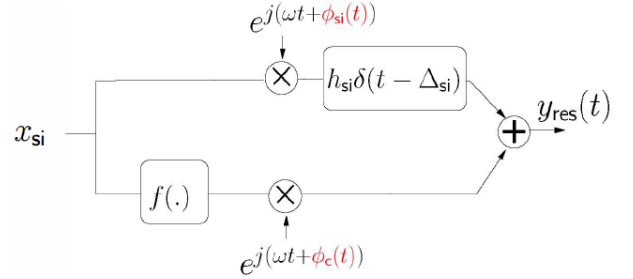 e^{j(ωt+ϕ_si(t))}
h_si δ(t − Δ_si)
x_si
y_res(t)
f(.)
e^{j(ωt+ϕ_c(t))}